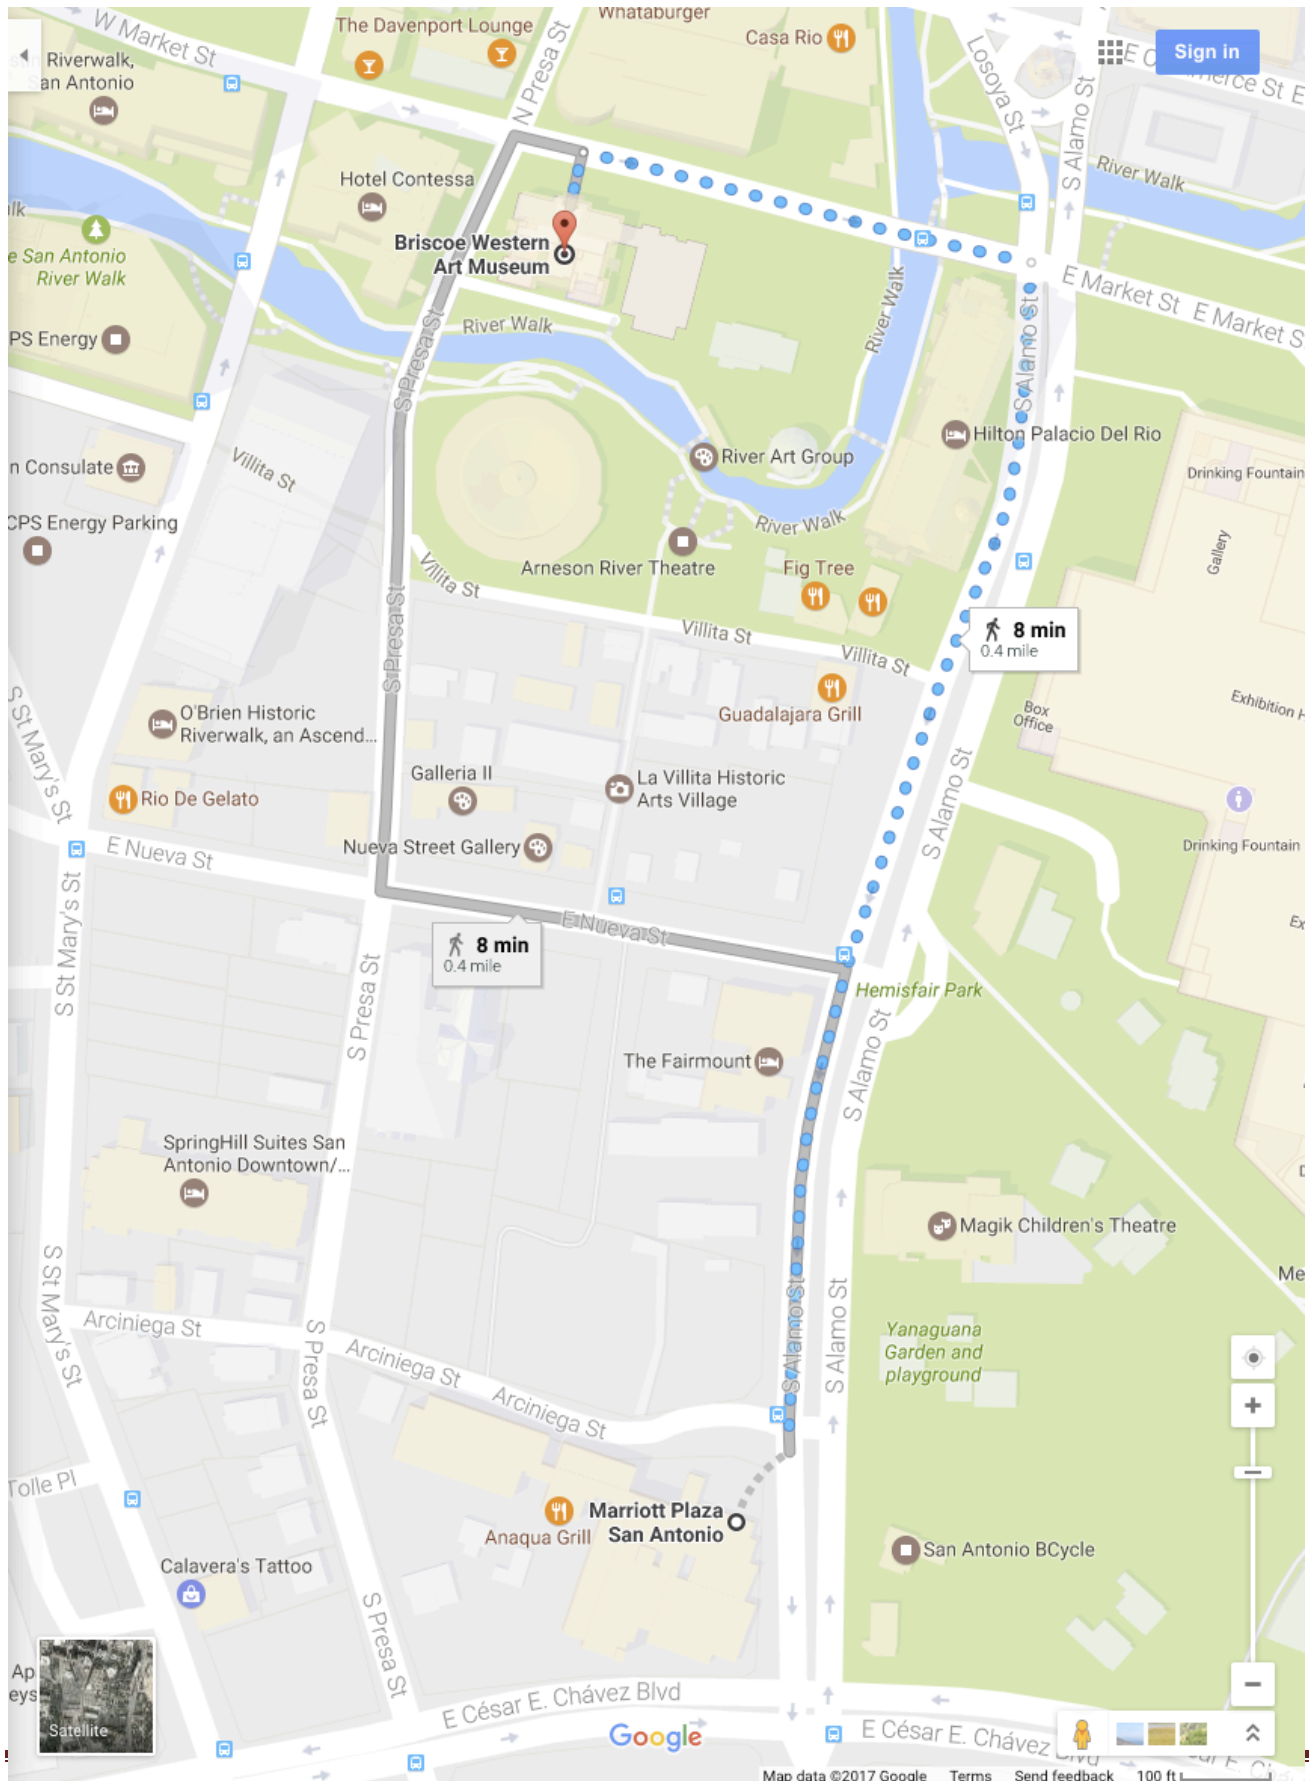 Whataburger
The Davenport Lounge
Casa Rio
W Market St
N Presa St
Losoya St
Sign in
Riverwalk,
San Antonio
S Alamo St
River Walk
Hotel Contessa
Briscoe Western
Art Museum
e San Antonio
River Walk
E Market St
E Market S
River Walk
River Walk
S Presa St
S Alamo St
PS Energy
Hilton Palacio Del Rio
n Consulate
Villita St
River Art Group
Drinking Fountain
CPS Energy Parking
River Walk
Gallery
Arneson River Theatre
Fig Tree
Villita St
S Presa St
Villita St
Villita St
8 min
0.4 mile
S St Mary's St
O'Brien Historic
Riverwalk, an Ascend...
Guadalajara Grill
Box
Office
Exhibition H
Galleria II
La Villita Historic
Arts Village
Rio De Gelato
S Alamo St
Nueva Street Gallery
Drinking Fountain
E Nueva St
E Nueva St
Ex
8 min
0.4 mile
S St Mary's St
S Presa St
Hemisfair Park
The Fairmount
S Alamo St
SpringHill Suites San
Antonio Downtown/...
Magik Children's Theatre
Me
S St Mary's St
Arciniega St
S Presa St
Arciniega St
Arciniega St
S Alamo St
S Alamo St
Yanaguana
Garden and
playground
Tolle Pl
Marriott Plaza
San Antonio
Anaqua Grill
San Antonio BCycle
Calavera's Tattoo
S Presa St
Ap
eys
Satellite
E César E. Chávez Blvd
Google
E César E. Chávez Blvd
Map data ©2017 Google
Terms
Send feedback
100 ft